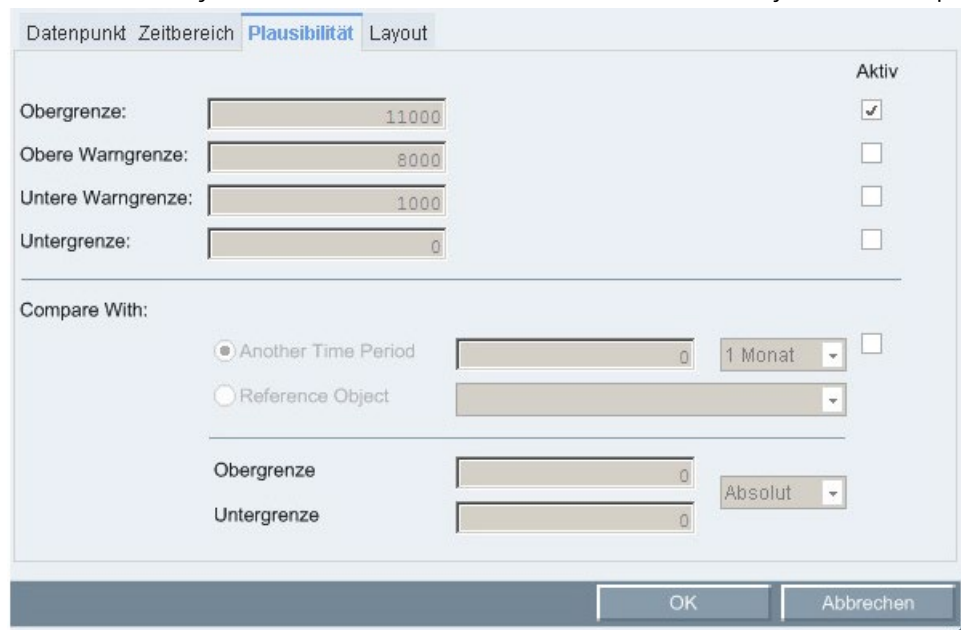 Datenpunkt Zeitbereich Plausibilität Layout
Aktiv
Obergrenze: 11000
Obere Warngrenze: 8000
Untere Warngrenze: 1000
Untergrenze: 0
Compare With:
Another Time Period 0 1 Monat
Reference Object
Obergrenze 0
Absolut
Untergrenze 0
OK Abbrechen